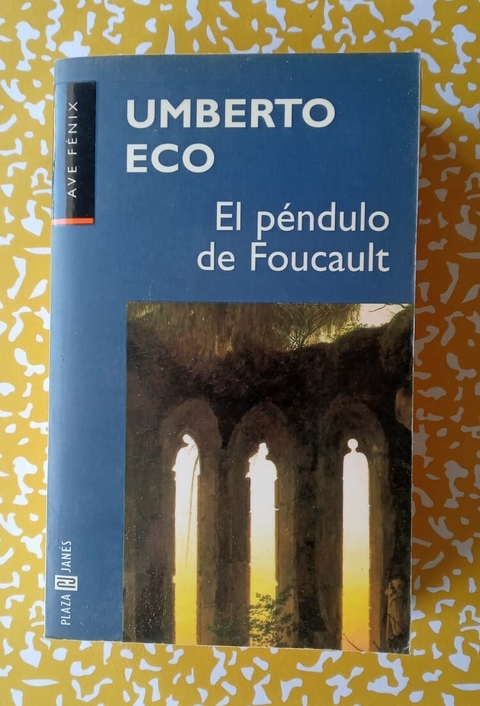 AVE FÉNIX
UMBERTO
ECO
El péndulo
de Foucault
PLAZA JANÉS